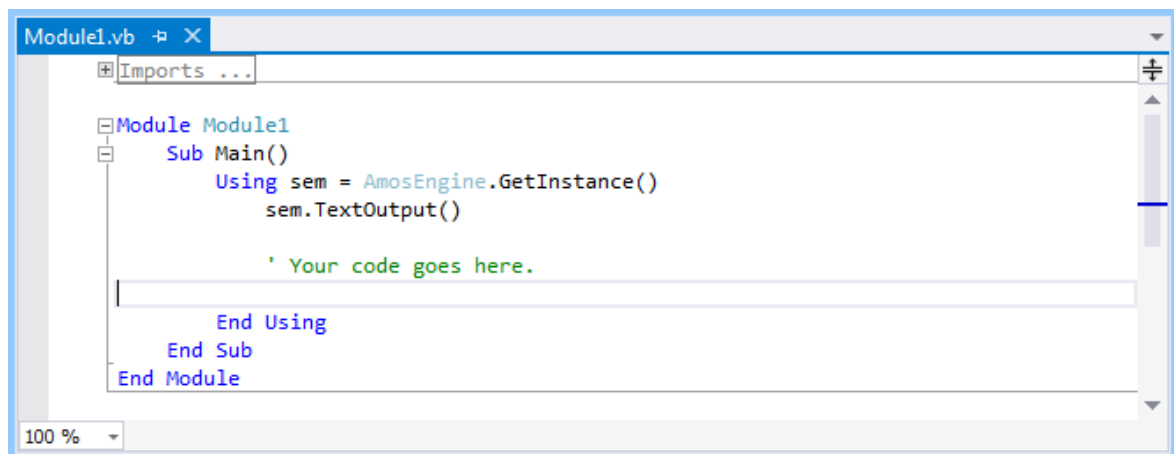 Module1.vb
Imports ...
Module Module1
Sub Main()
Using sem = AmosEngine.GetInstance()
sem.TextOutput()
' Your code goes here.
End Using
End Sub
End Module
100 %